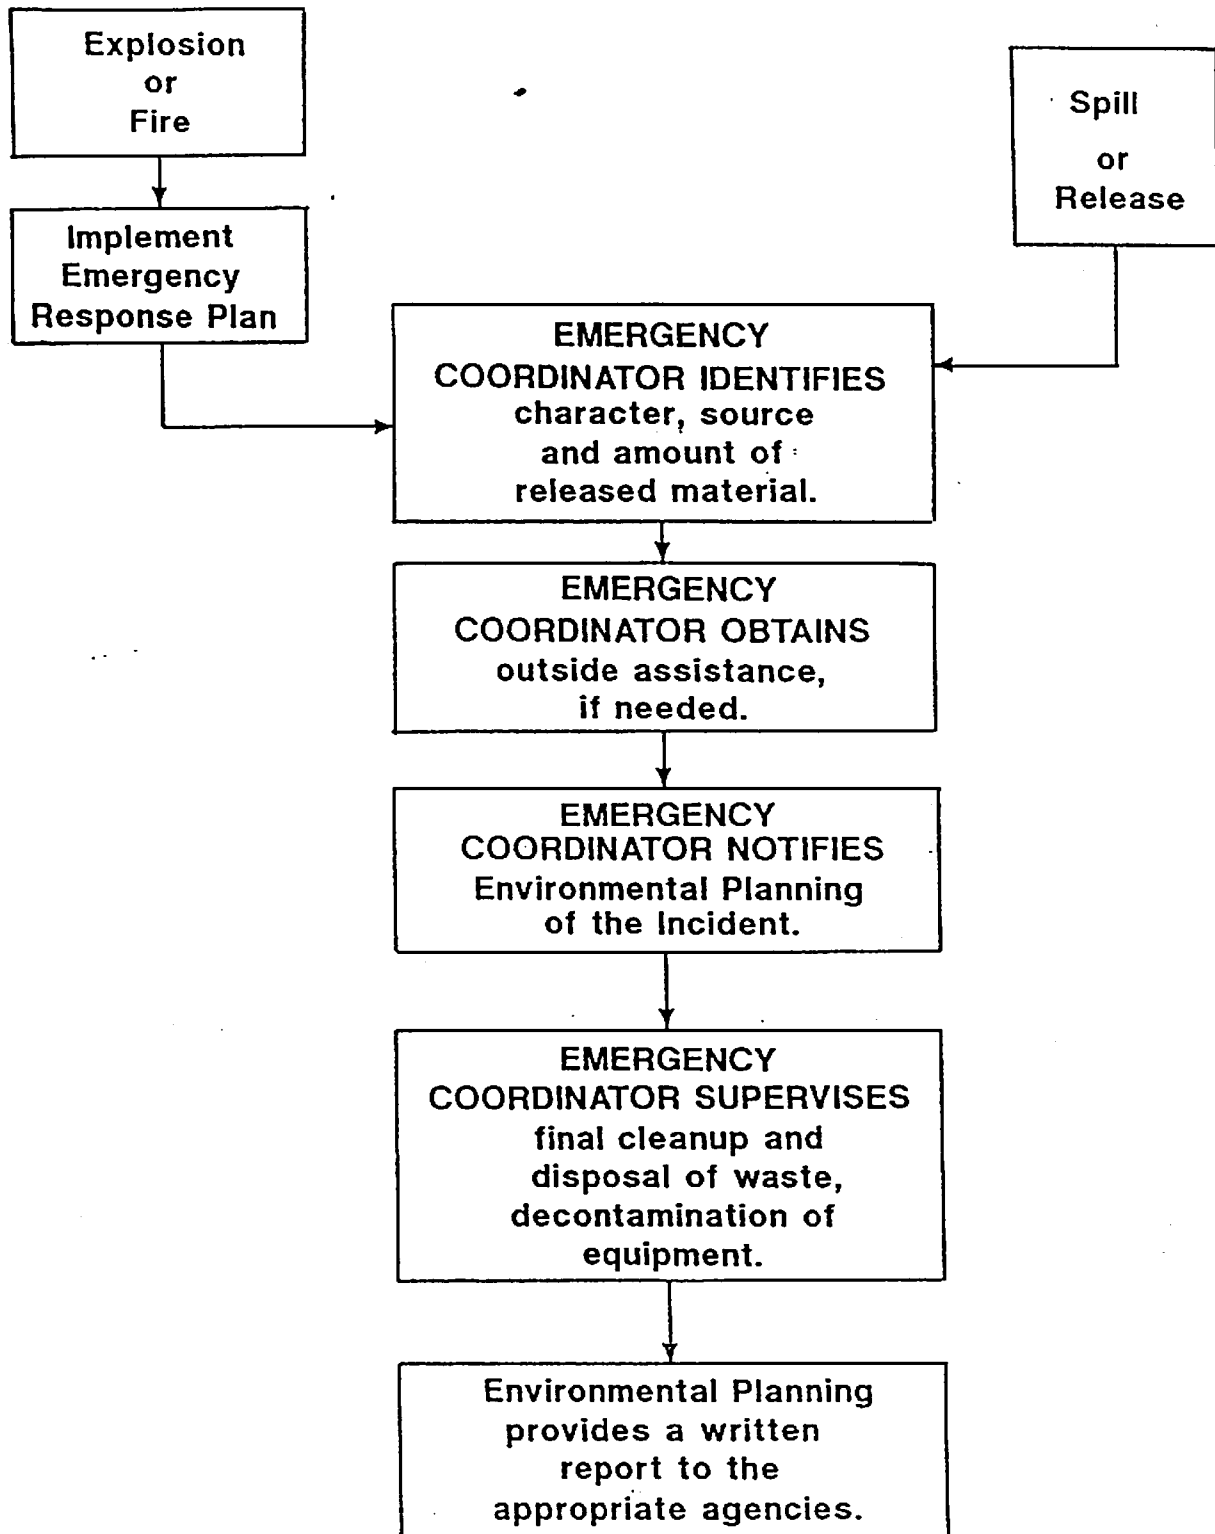 Explosion
or
Fire
Spill
or
Release
Implement
Emergency
Response Plan
EMERGENCY
COORDINATOR IDENTIFIES
character, source
and amount of
released material.
EMERGENCY
COORDINATOR OBTAINS
outside assistance,
if needed.
EMERGENCY
COORDINATOR NOTIFIES
Environmental Planning
of the Incident.
EMERGENCY
COORDINATOR SUPERVISES
final cleanup and
disposal of waste,
decontamination of
equipment.
Environmental Planning
provides a written
report to the
appropriate agencies.